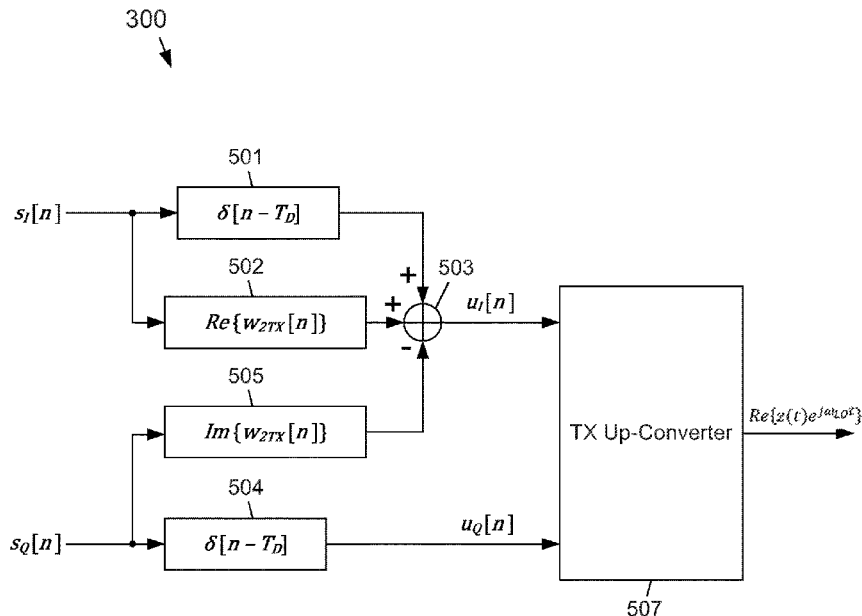 300
501
s_I[n]
δ[n − T_D]
502
+
503
+
u_I[n]
Re{w_2TX[n]}
-
505
Im{w_2TX[n]}
TX Up-Converter
Re{z(t)e^{jω_LO t}}
504
s_Q[n]
δ[n − T_D]
u_Q[n]
507